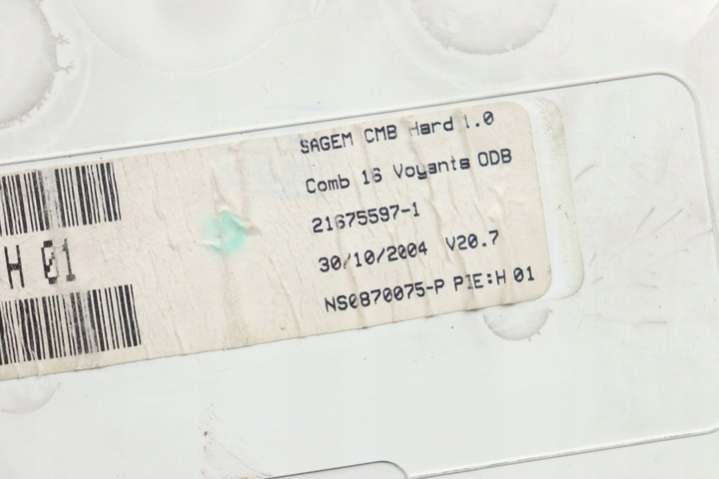 SAGEM CMB Hard 1.0
Comb 16 Voyants ODB
21675597-1
30/10/2004 V20.7
NS0870075-P PIE:H 01
H 01